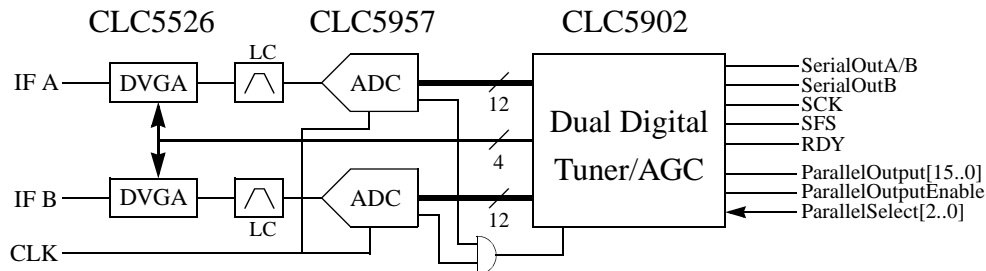 CLC5526 CLC5957 CLC5902
LC
IF A DVGA ADC
12
4
Dual Digital
Tuner/AGC
SerialOutA/B
SerialOutB
SCK
SFS
RDY
ParallelOutput[15..0]
ParallelOutputEnable
ParallelSelect[2..0]
IF B DVGA ADC
LC
12
CLK